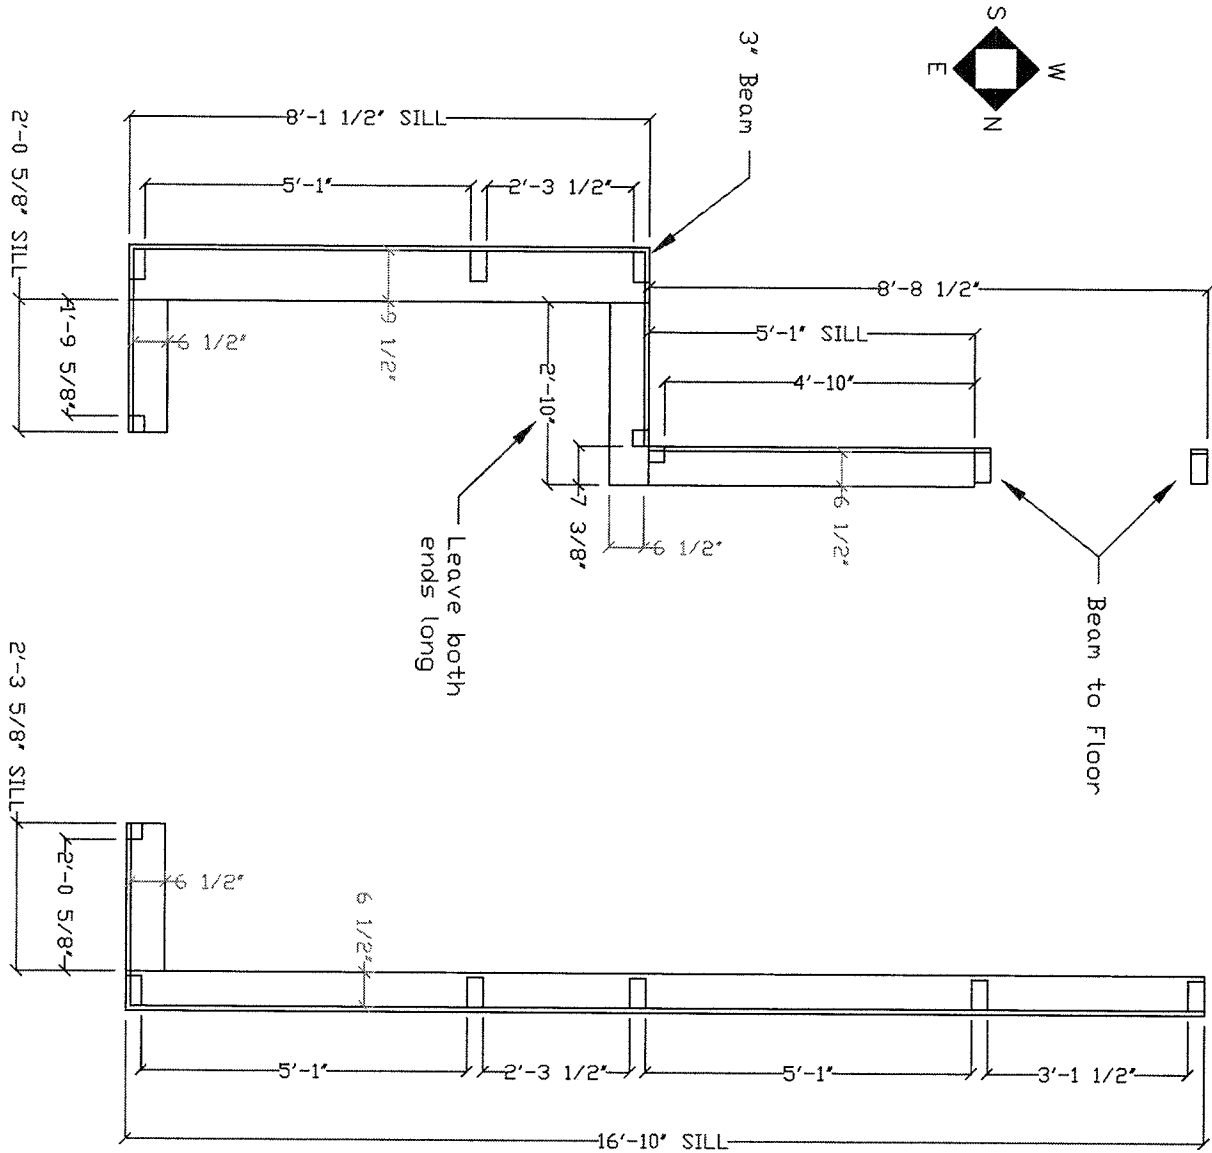 S
W
E
N
3" Beam
8'-1 1/2" SILL
2'-0 5/8" SILL
5'-1"
2'-3 1/2"
8'-8 1/2"
5'-1" SILL
4'-10"
1'-9 5/8"
6 1/2"
9 1/2"
2'-10"
7 3/8"
6 1/2"
6 1/2"
Leave both
ends long
Beam to Floor
2'-3 5/8" SILL
2'-0 5/8"
6 1/2"
6 1/2"
5'-1"
2'-3 1/2"
5'-1"
3'-1 1/2"
16'-10" SILL